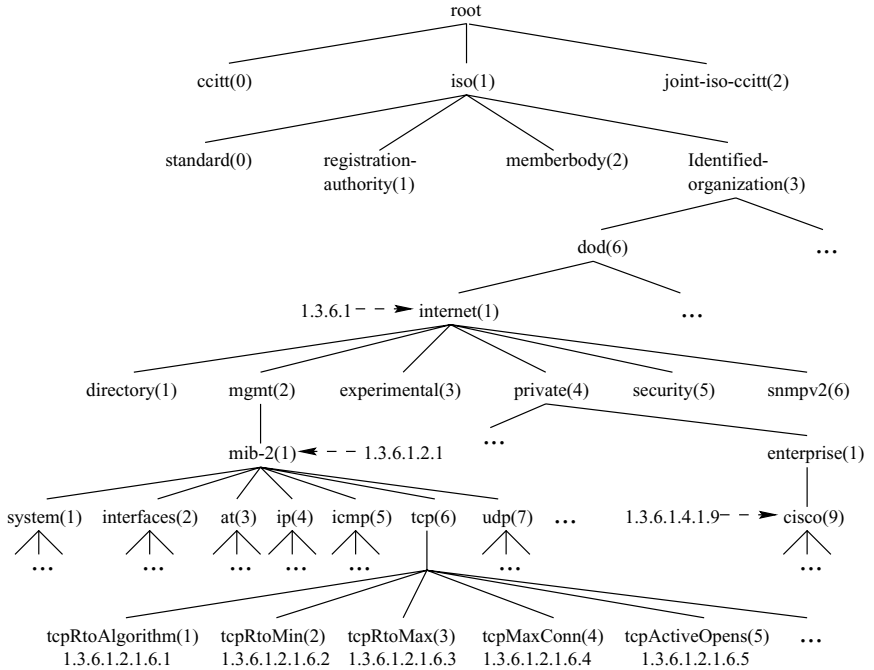 root
ccitt(0) iso(1) joint-iso-ccitt(2)
standard(0) registration- memberbody(2) Identified-
authority(1) organization(3)
dod(6) ...
1.3.6.1 internet(1) ...
directory(1) mgmt(2) experimental(3) private(4) security(5) snmpv2(6)
...
mib-2(1) 1.3.6.1.2.1 enterprise(1)
system(1) interfaces(2) at(3) ip(4) icmp(5) tcp(6) udp(7) ... 1.3.6.1.4.1.9 cisco(9)
... ... ... ... ... ... ...
tcpRtoAlgorithm(1) tcpRtoMin(2) tcpRtoMax(3) tcpMaxConn(4) tcpActiveOpens(5) ...
1.3.6.1.2.1.6.1 1.3.6.1.2.1.6.2 1.3.6.1.2.1.6.3 1.3.6.1.2.1.6.4 1.3.6.1.2.1.6.5